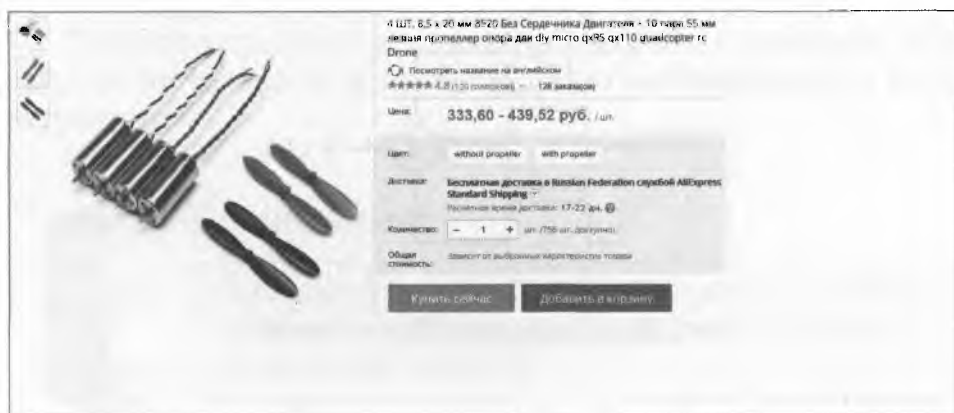 4 ШТ. 8,5 x 20 мм 8520 Без Сердечника Двигателя - 10 пара 55 мм
лезвия пропеллер опора для diy micro qx95 qx110 quadcopter rc
Drone
Посмотреть название на английском
4.8 128 заказа(ов)
Цена: 333,60 - 439,52 руб. / шт.
Цвет: without propeller with propeller
Доставка: Бесплатная доставка в Russian Federation службой AliExpress
Standard Shipping
Расчетное время доставки: 17-22 дн.
Количество: − 1 + шт. доступно)
Общая
стоимость: Зависит от выбранных характеристик товара
Купить сейчас Добавить в корзину